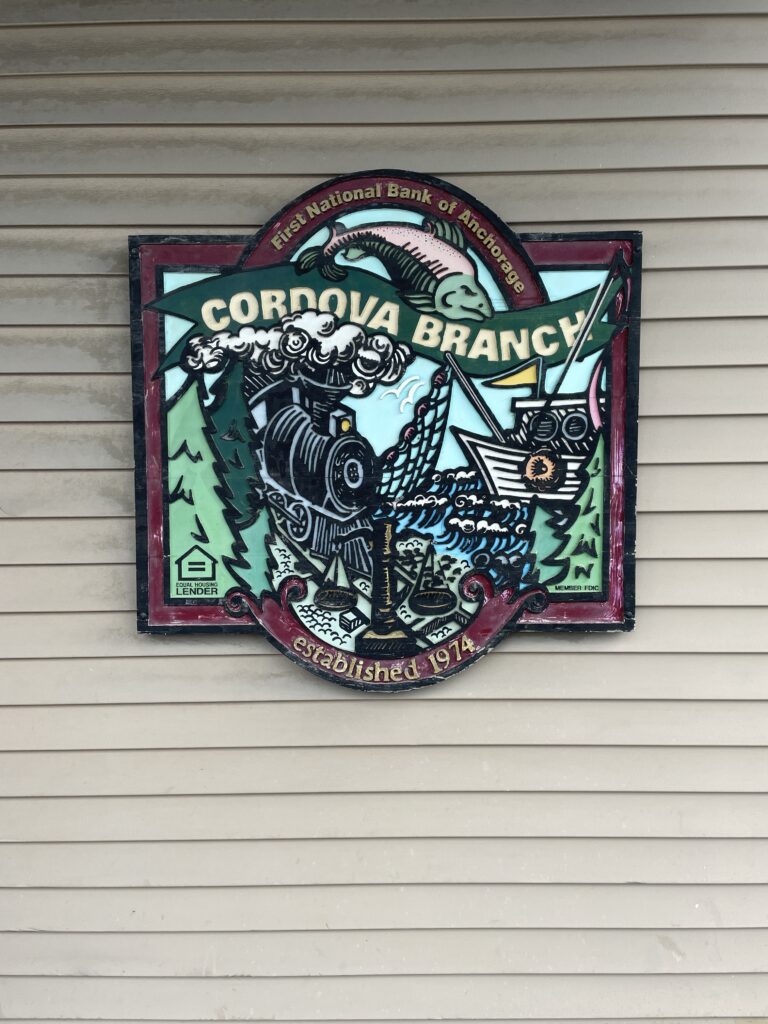 First National Bank of Anchorage
CORDOVA BRANCH
EQUAL HOUSING
LENDER
MEMBER FDIC
established 1974